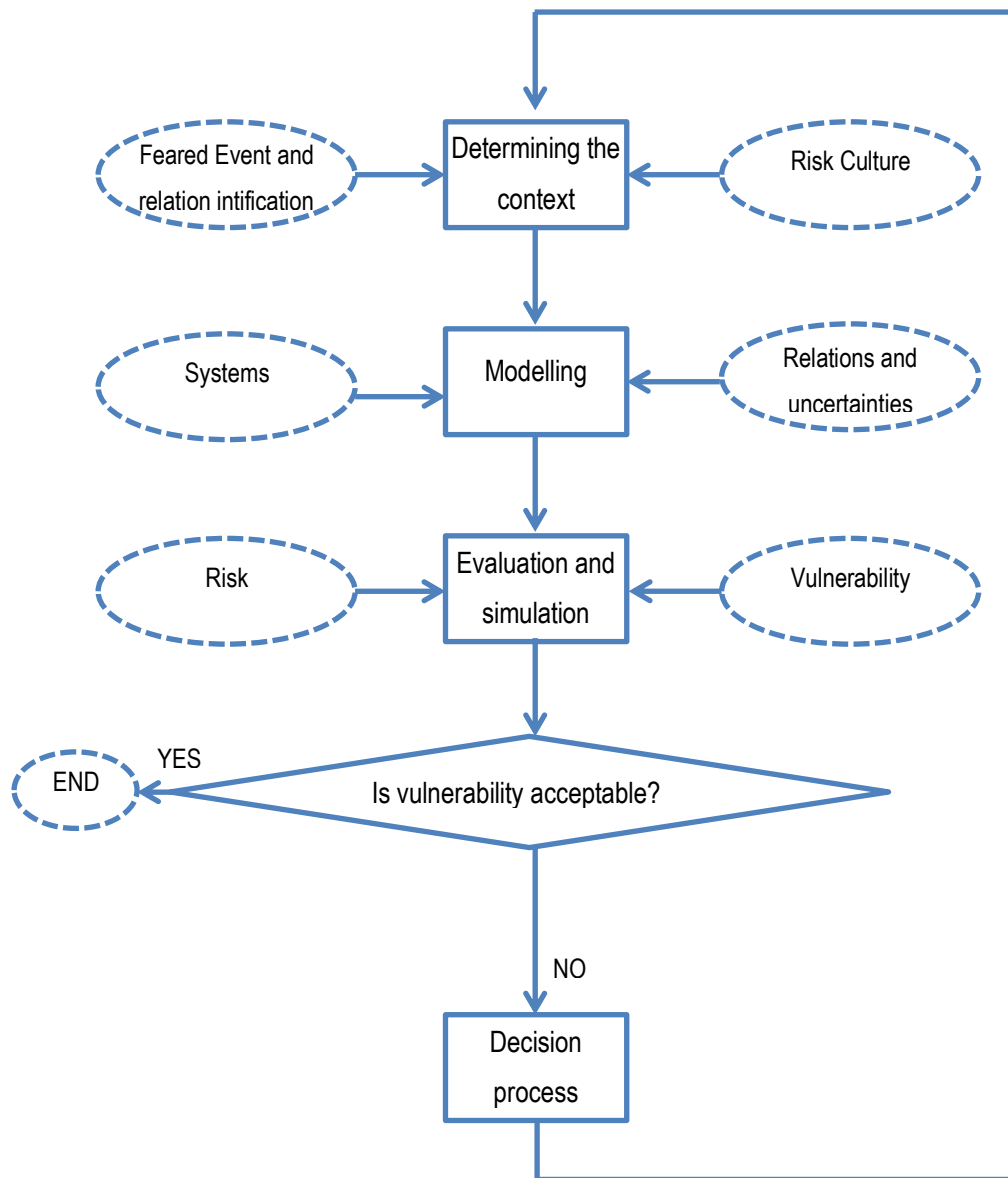 Feared Event and
relation intification
Determining the
context
Risk Culture
Systems
Modelling
Relations and
uncertainties
Risk
Evaluation and
simulation
Vulnerability
END
YES
Is vulnerability acceptable?
NO
Decision
process